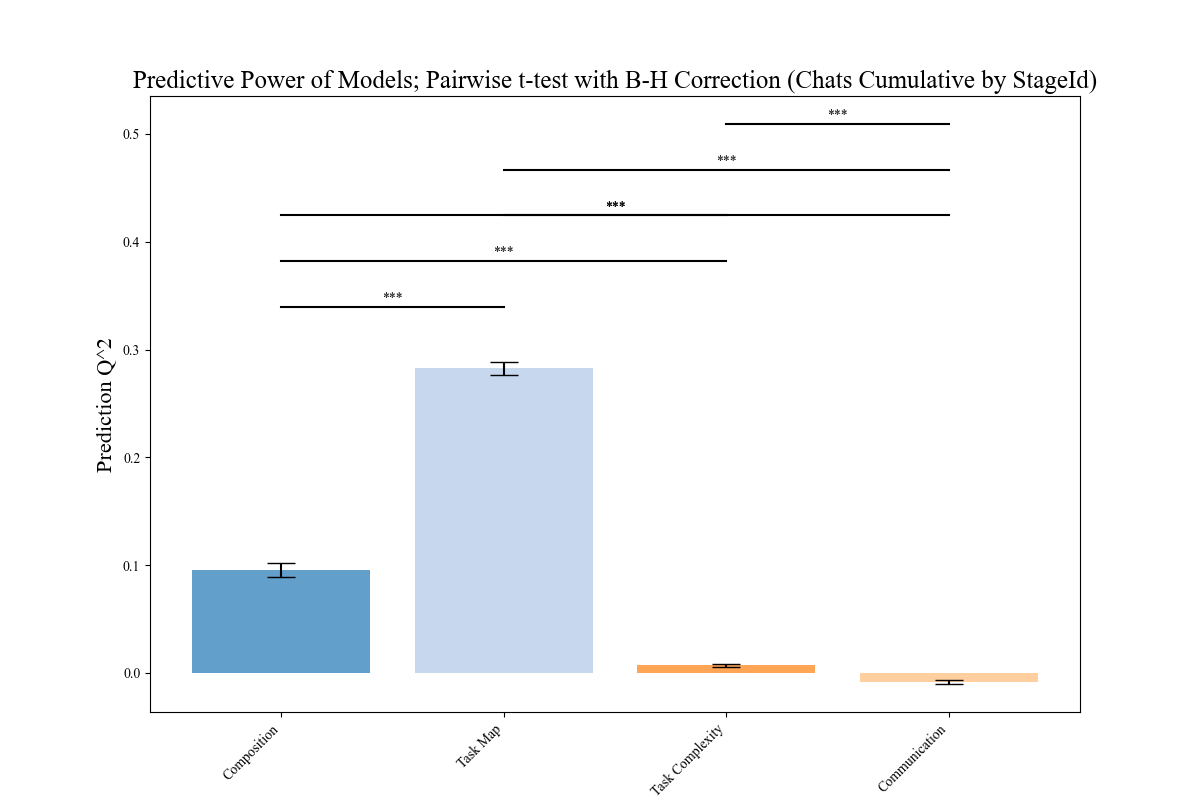 Predictive Power of Models; Pairwise t-test with B-H Correction (Chats Cumulative by StageId)
Prediction Q^2
0.5
0.4
0.3
0.2
0.1
0.0
***
***
***
***
***
Composition
Task Map
Task Complexity
Communication